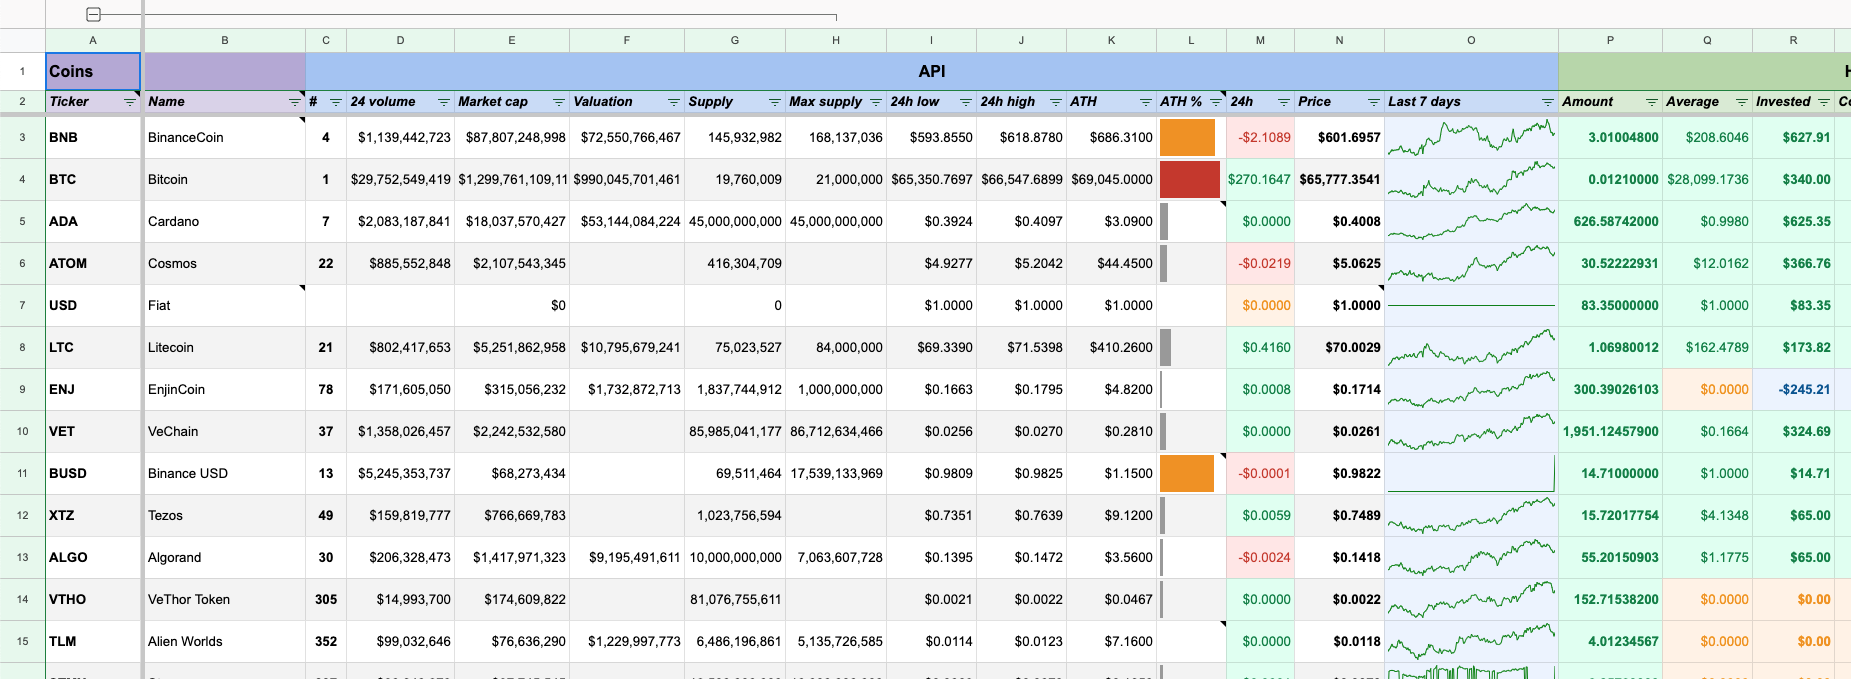 A B C D E F G H I J K L M N O P Q R
1 Coins API
2 Ticker Name # 24 volume Market cap Valuation Supply Max supply 24h low 24h high ATH ATH % 24h Price Last 7 days Amount Average Invested
3 BNB BinanceCoin 4 $1,139,442,723 $87,807,248,998 $72,550,766,467 145,932,982 168,137,036 $593.8550 $618.8780 $686.3100 -$2.1089 $601.6957 3.01004800 $208.6046 $627.91
4 BTC Bitcoin 1 $29,752,549,419 $1,299,761,109,11 $990,045,701,461 19,760,009 21,000,000 $65,350.7697 $66,547.6899 $69,045.0000 $270.1647 $65,777.3541 0.01210000 $28,099.1736 $340.00
5 ADA Cardano 7 $2,083,187,841 $18,037,570,427 $53,144,084,224 45,000,000,000 45,000,000,000 $0.3924 $0.4097 $3.0900 $0.0000 $0.4008 626.58742000 $0.9980 $625.35
6 ATOM Cosmos 22 $885,552,848 $2,107,543,345 416,304,709 $4.9277 $5.2042 $44.4500 -$0.0219 $5.0625 30.52222931 $12.0162 $366.76
7 USD Fiat $0 0 $1.0000 $1.0000 $1.0000 $0.0000 $1.0000 83.35000000 $1.0000 $83.35
8 LTC Litecoin 21 $802,417,653 $5,251,862,958 $10,795,679,241 75,023,527 84,000,000 $69.3390 $71.5398 $410.2600 $0.4160 $70.0029 1.06980012 $162.4789 $173.82
9 ENJ EnjinCoin 78 $171,605,050 $315,056,232 $1,732,872,713 1,837,744,912 1,000,000,000 $0.1663 $0.1795 $4.8200 $0.0008 $0.1714 300.39026103 $0.0000 -$245.21
10 VET VeChain 37 $1,358,026,457 $2,242,532,580 85,985,041,177 86,712,634,466 $0.0256 $0.0270 $0.2810 $0.0000 $0.0261 1,951.12457900 $0.1664 $324.69
11 BUSD Binance USD 13 $5,245,353,737 $68,273,434 69,511,464 17,539,133,969 $0.9809 $0.9825 $1.1500 -$0.0001 $0.9822 14.71000000 $1.0000 $14.71
12 XTZ Tezos 49 $159,819,777 $766,669,783 1,023,756,594 $0.7351 $0.7639 $9.1200 $0.0059 $0.7489 15.72017754 $4.1348 $65.00
13 ALGO Algorand 30 $206,328,473 $1,417,971,323 $9,195,491,611 10,000,000,000 7,063,607,728 $0.1395 $0.1472 $3.5600 -$0.0024 $0.1418 55.20150903 $1.1775 $65.00
14 VTHO VeThor Token 305 $14,993,700 $174,609,822 81,076,755,611 $0.0021 $0.0022 $0.0467 $0.0000 $0.0022 152.71538200 $0.0000 $0.00
15 TLM Alien Worlds 352 $99,032,646 $76,636,290 $1,229,997,773 6,486,196,861 5,135,726,585 $0.0114 $0.0123 $7.1600 $0.0000 $0.0118 4.01234567 $0.0000 $0.00